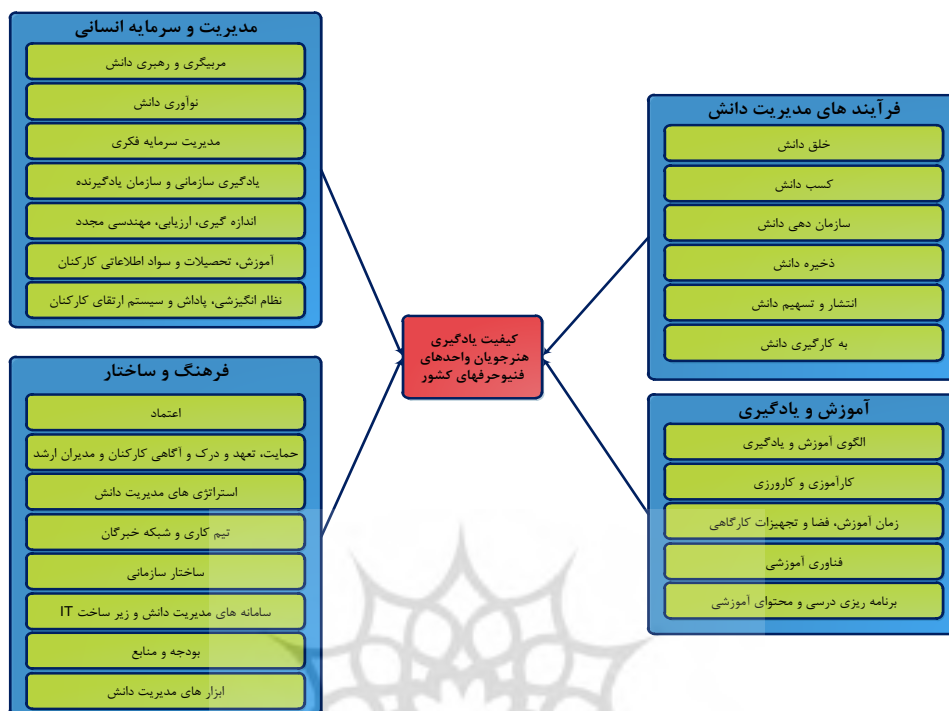 مدیریت و سرمایه انسانی
مربیگری و رهبری دانش
نوآوری دانش
مدیریت سرمایه فکری
یادگیری سازمانی و سازمان یادگیرنده
اندازه گیری، ارزیابی، مهندسی مجدد
آموزش، تحصیلات و سواد اطلاعاتی کارکنان
نظام انگیزشی، پاداش و سیستم ارتقای کارکنان
فرآیند های مدیریت دانش
خلق دانش
کسب دانش
سازمان دهی دانش
ذخیره دانش
انتشار و تسهیم دانش
به کارگیری دانش
کیفیت یادگیری
هنرجویان واحدهای
فنیوحرفهای کشور
فرهنگ و ساختار
اعتماد
حمایت، تعهد و درک و آگاهی کارکنان و مدیران ارشد
استراتژی های مدیریت دانش
تیم کاری و شبکه خبرگان
ساختار سازمانی
سامانه های مدیریت دانش و زیر ساخت IT
بودجه و منابع
ابزار های مدیریت دانش
آموزش و یادگیری
الگوی آموزش و یادگیری
کارآموزی و کارورزی
زمان آموزش، فضا و تجهیزات کارگاهی
فناوری آموزشی
برنامه ریزی درسی و محتوای آموزشی